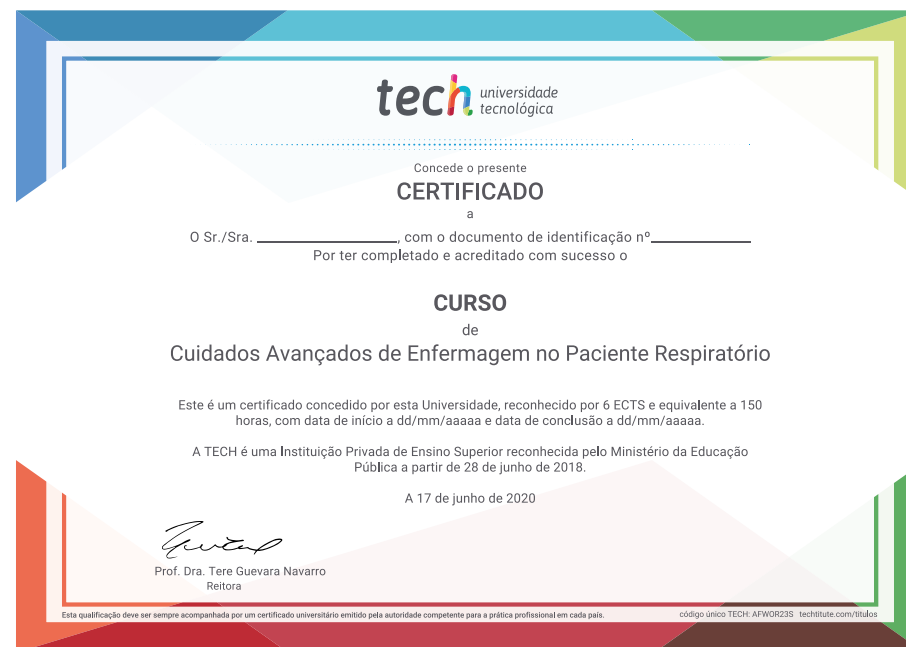 tech universidade
tecnológica
Concede o presente
CERTIFICADO
a
O Sr./Sra. ____________________, com o documento de identificação nº______________
Por ter completado e acreditado com sucesso o
CURSO
de
Cuidados Avançados de Enfermagem no Paciente Respiratório
Este é um certificado concedido por esta Universidade, reconhecido por 6 ECTS e equivalente a 150
horas, com data de início a dd/mm/aaaaa e data de conclusão a dd/mm/aaaaa.
A TECH é uma Instituição Privada de Ensino Superior reconhecida pelo Ministério da Educação
Pública a partir de 28 de junho de 2018.
A 17 de junho de 2020
Prof. Dra. Tere Guevara Navarro
Reitora
Esta qualificação deve ser sempre acompanhada por um certificado universitário emitido pela autoridade competente para a prática profissional em cada país.
código único TECH: AFWOR23S techtitute.com/titulos